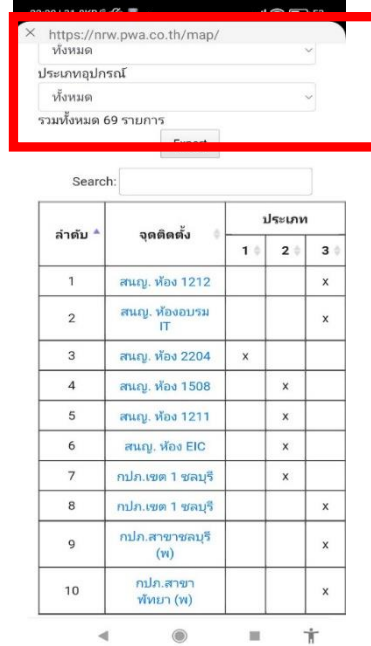 × https://nrw.pwa.co.th/map/
ทั้งหมด
ประเภทอุปกรณ์
ทั้งหมด
รวมทั้งหมด 69 รายการ
Export
Search:
ลำดับ จุดติดตั้ง ประเภท
1 2 3
1 สนญ. ห้อง 1212 x
2 สนญ. ห้องอบรม
IT x
3 สนญ. ห้อง 2204 x
4 สนญ. ห้อง 1508 x
5 สนญ. ห้อง 1211 x
6 สนญ. ห้อง EIC x
7 กปภ.เขต 1 ชลบุรี x
8 กปภ.เขต 1 ชลบุรี x
9 กปภ.สาขาชลบุรี
(พ) x
10 กปภ.สาขา
พัทยา (พ) x